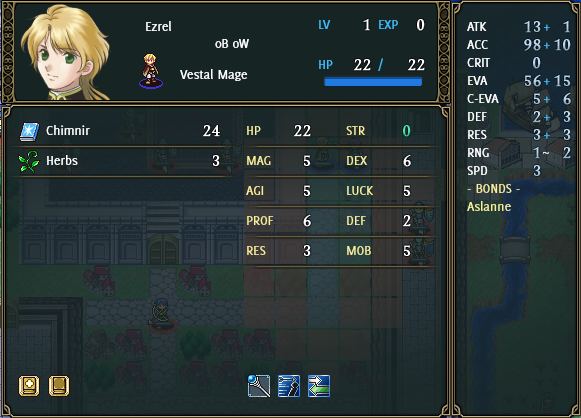 Ezrel
oB oW
Vestal Mage
LV 1 EXP 0
HP 22 / 22
Chimnir 24
Herbs 3
HP 22 STR 0
MAG 5 DEX 6
AGI 5 LUCK 5
PROF 6 DEF 2
RES 3 MOB 5
ATK 13+ 1
ACC 98+ 10
CRIT 0
EVA 56+ 15
C-EVA 5+ 6
DEF 2+ 3
RES 3+ 3
RNG 1~ 2
SPD 3
- BONDS -
Aslanne